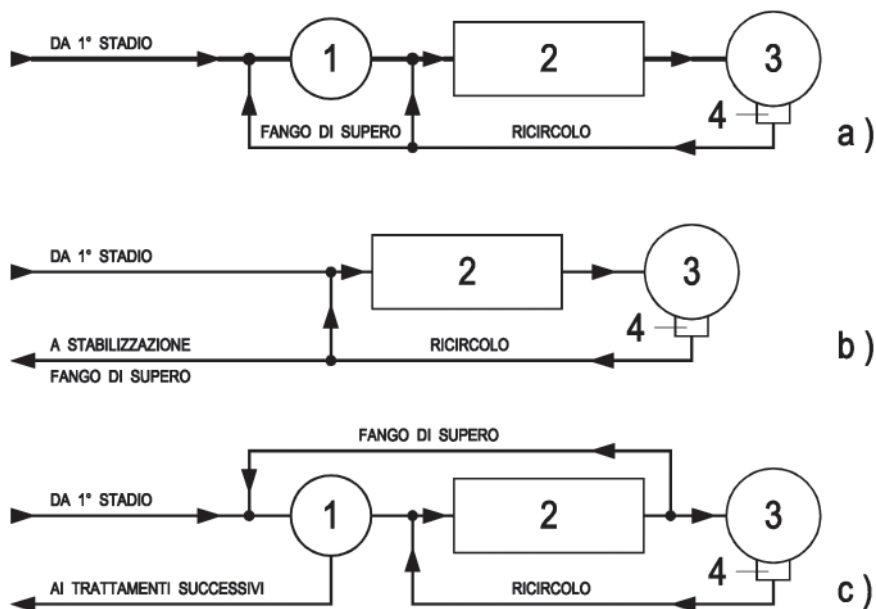 DA 1° STADIO
1
2
3
4
FANGO DI SUPERO
RICIRCOLO
a )
DA 1° STADIO
2
3
4
A STABILIZZAZIONE
RICIRCOLO
FANGO DI SUPERO
b )
FANGO DI SUPERO
DA 1° STADIO
1
2
3
4
AI TRATTAMENTI SUCCESSIVI
RICIRCOLO
c )